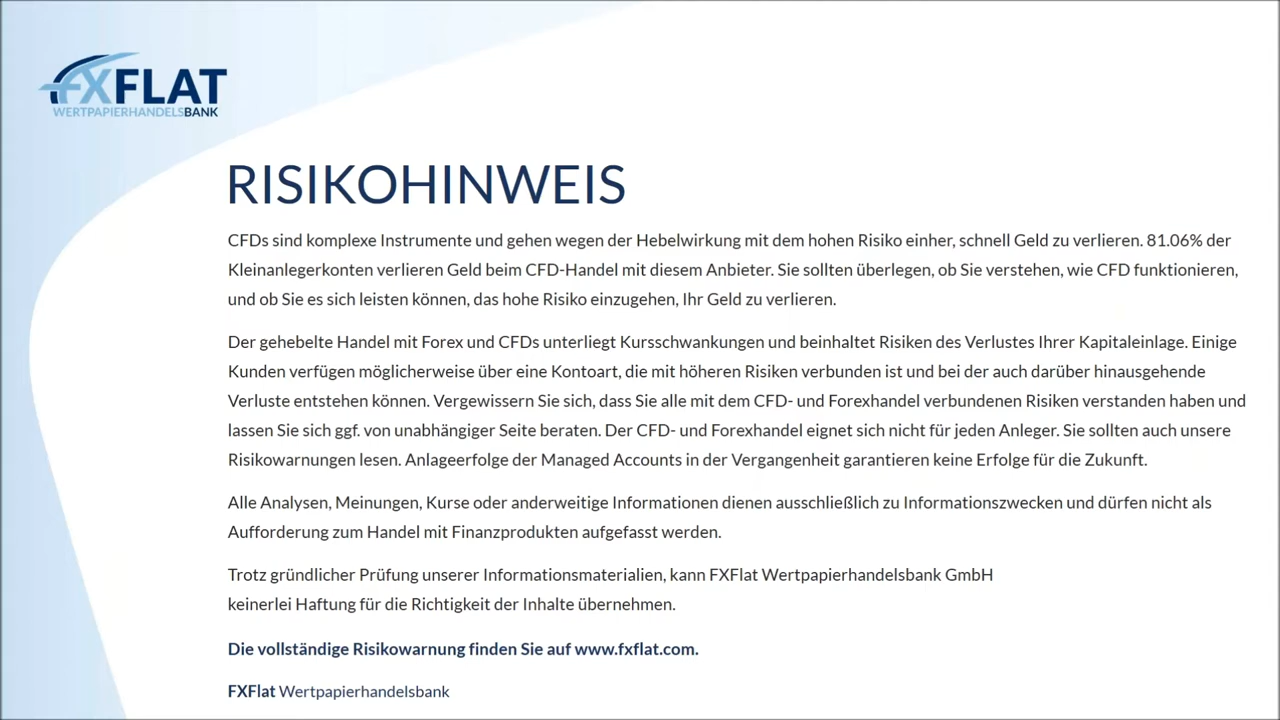 FXFLAT
WERTPAPIERHANDELSBANK
RISIKOHINWEIS
CFDs sind komplexe Instrumente und gehen wegen der Hebelwirkung mit dem hohen Risiko einher, schnell Geld zu verlieren. 81.06% der
Kleinanlegerkonten verlieren Geld beim CFD-Handel mit diesem Anbieter. Sie sollten überlegen, ob Sie verstehen, wie CFD funktionieren,
und ob Sie es sich leisten können, das hohe Risiko einzugehen, Ihr Geld zu verlieren.
Der gehebelte Handel mit Forex und CFDs unterliegt Kursschwankungen und beinhaltet Risiken des Verlustes Ihrer Kapitaleinlage. Einige
Kunden verfügen möglicherweise über eine Kontoart, die mit höheren Risiken verbunden ist und bei der auch darüber hinausgehende
Verluste entstehen können. Vergewissern Sie sich, dass Sie alle mit dem CFD- und Forexhandel verbundenen Risiken verstanden haben und
lassen Sie sich ggf. von unabhängiger Seite beraten. Der CFD- und Forexhandel eignet sich nicht für jeden Anleger. Sie sollten auch unsere
Risikowarnungen lesen. Anlageerfolge der Managed Accounts in der Vergangenheit garantieren keine Erfolge für die Zukunft.
Alle Analysen, Meinungen, Kurse oder anderweitige Informationen dienen ausschließlich zu Informationszwecken und dürfen nicht als
Aufforderung zum Handel mit Finanzprodukten aufgefasst werden.
Trotz gründlicher Prüfung unserer Informationsmaterialien, kann FXFlat Wertpapierhandelsbank GmbH
keinerlei Haftung für die Richtigkeit der Inhalte übernehmen.
Die vollständige Risikowarnung finden Sie auf www.fxflat.com.
FXFlat Wertpapierhandelsbank